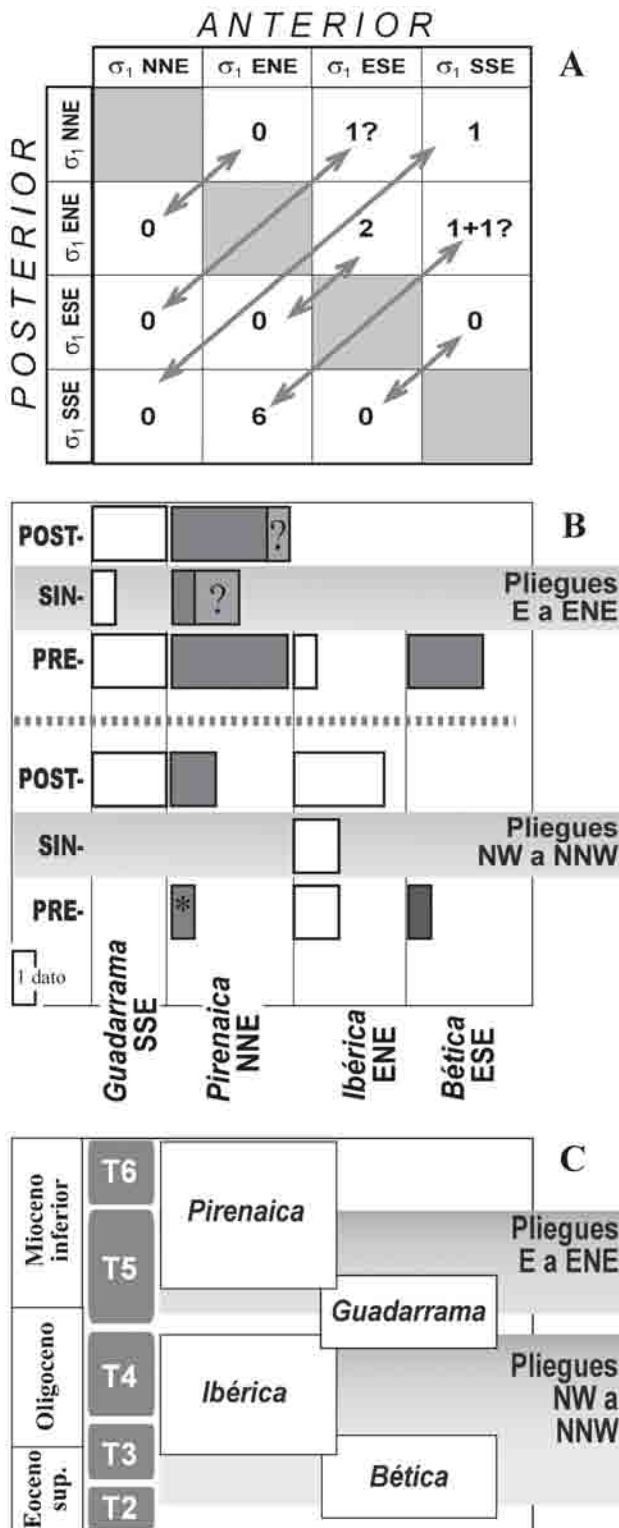 ANTERIOR
A
σ1 NNE σ1 ENE σ1 ESE σ1 SSE
POSTERIOR
σ1 NNE 0 1? 1
σ1 ENE 0 2 1+1?
σ1 ESE 0 0 0
σ1 SSE 0 6 0
B
POST- ?
SIN- ? Pliegues
E a ENE
PRE-
POST-
SIN- Pliegues
NW a NNW
PRE- *
1 dato
Guadarrama
SSE
Pirenaica
NNE
Ibérica
ENE
Bética
ESE
C
Mioceno
inferior
T6
Pirenaica
T5
Pliegues
E a ENE
Guadarrama
Oligoceno
T4
Ibérica
Pliegues
NW a
NNW
T3
Eoceno
sup.
Bética
T2